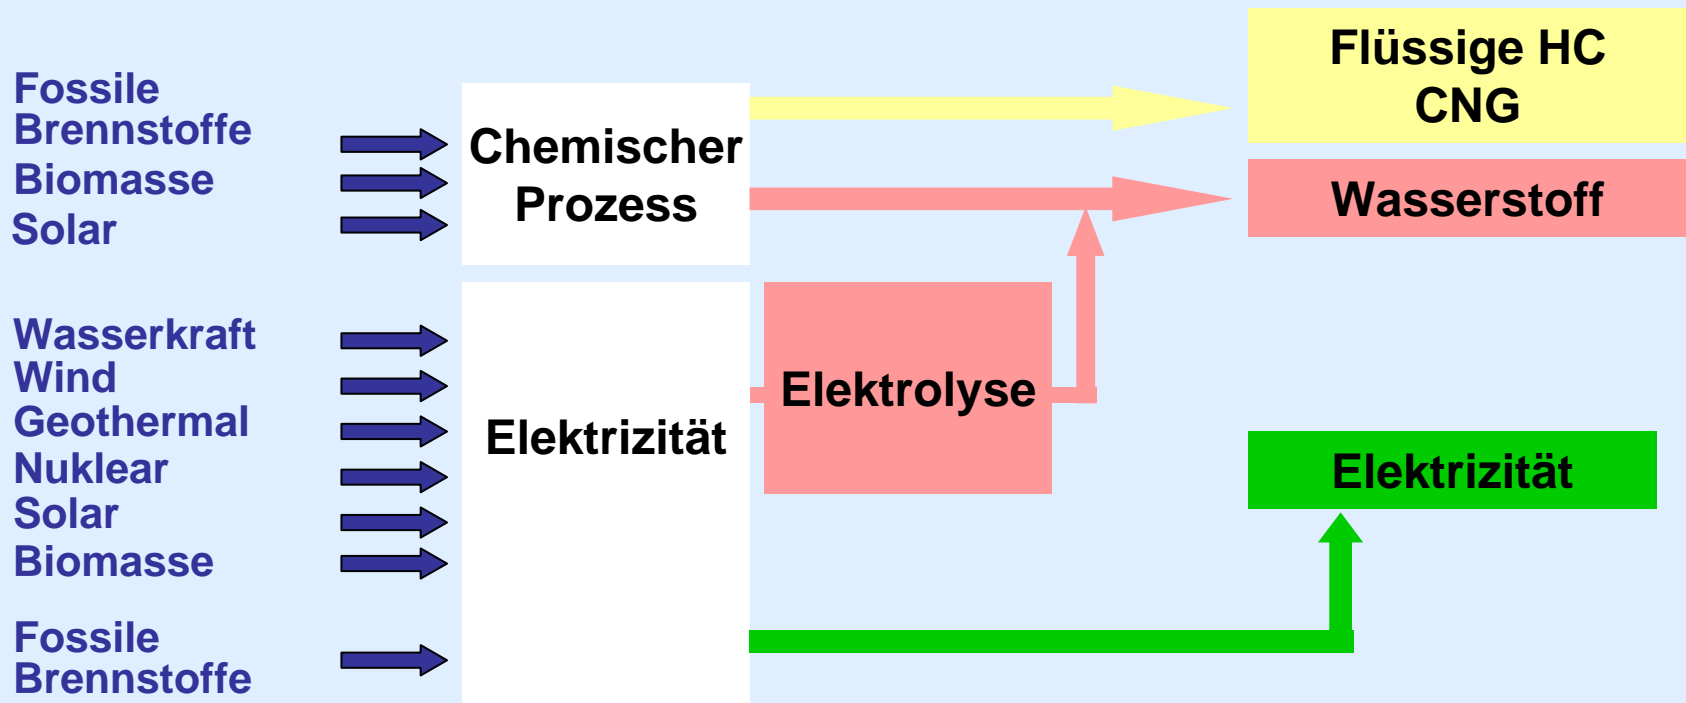 Fossile
Brennstoffe
Biomasse
Solar
Wasserkraft
Wind
Geothermal
Nuklear
Solar
Biomasse
Fossile
Brennstoffe
Chemischer
Prozess
Elektrizität
Elektrolyse
Flüssige HC
CNG
Wasserstoff
Elektrizität